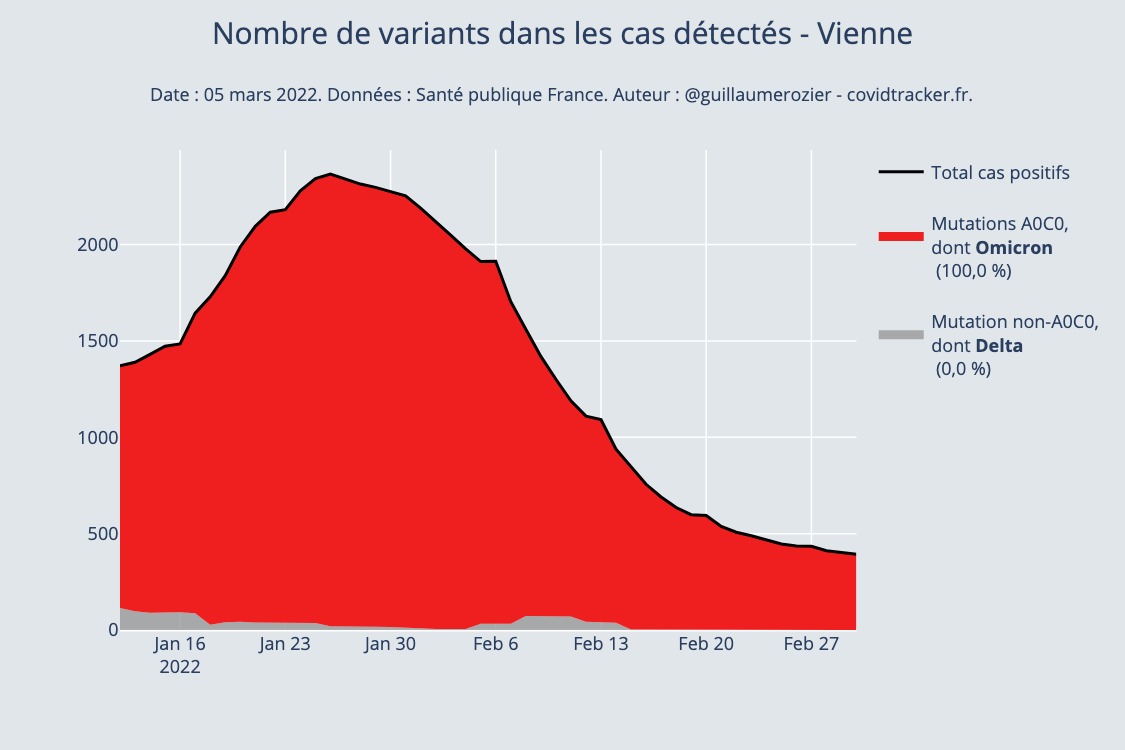 Nombre de variants dans les cas détectés - Vienne
Date : 05 mars 2022. Données : Santé publique France. Auteur : @guillaumerozier - covidtracker.fr.
Total cas positifs
Mutations A0C0,
dont Omicron
(100,0 %)
Mutation non-A0C0,
dont Delta
(0,0 %)
2000
1500
1000
500
0
Jan 16 Jan 23 Jan 30 Feb 6 Feb 13 Feb 20 Feb 27
2022